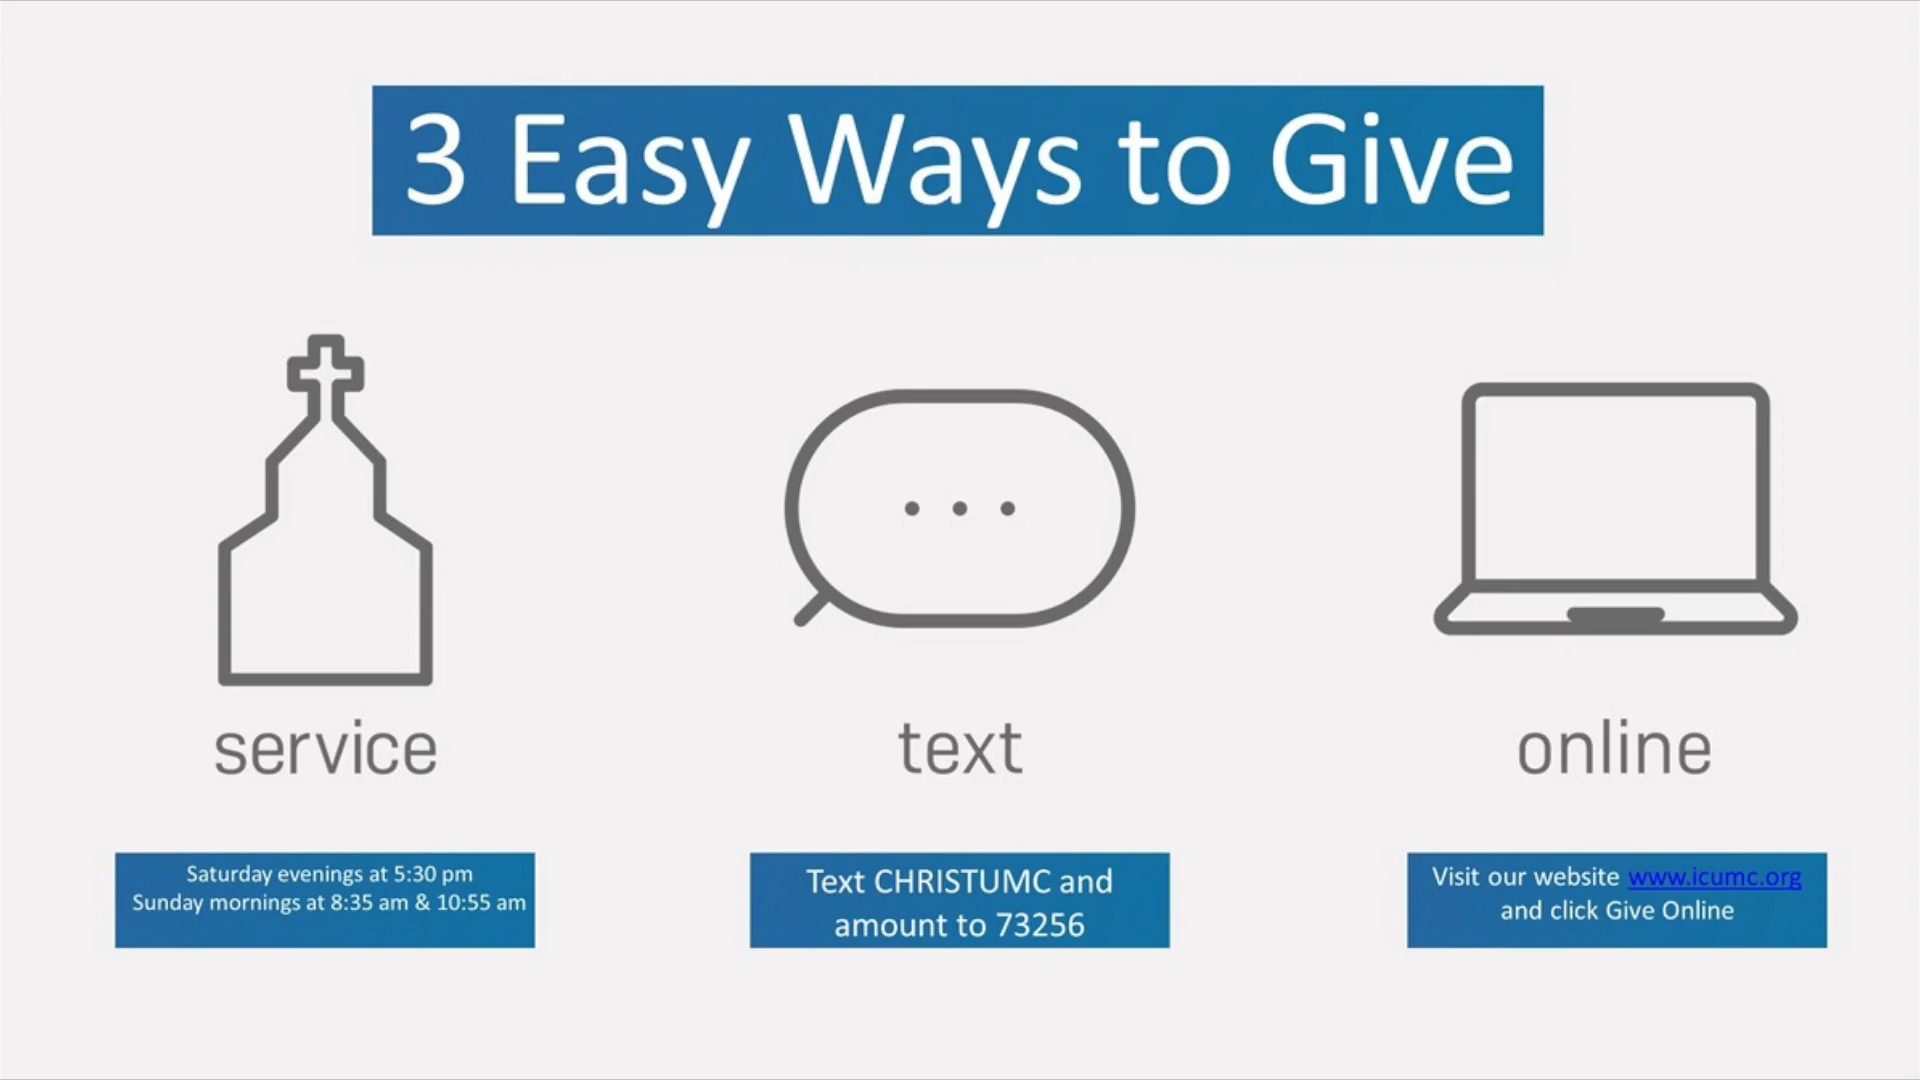 3 Easy Ways to Give
service
text
online
Saturday evenings at 5:30 pm
Sunday mornings at 8:35 am & 10:55 am
Text CHRISTUMC and
amount to 73256
Visit our website www.icumc.org
and click Give Online